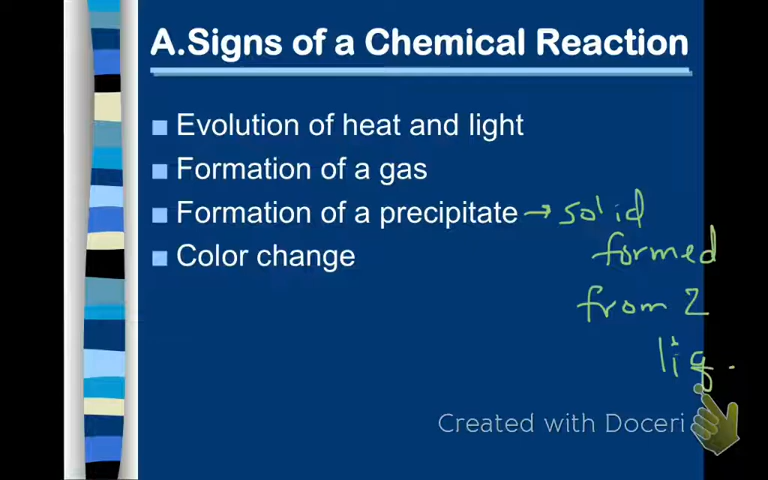 A.Signs of a Chemical Reaction
Evolution of heat and light
Formation of a gas
Formation of a precipitate → solid
formed
from 2
liq.
Color change
Created with Doceri